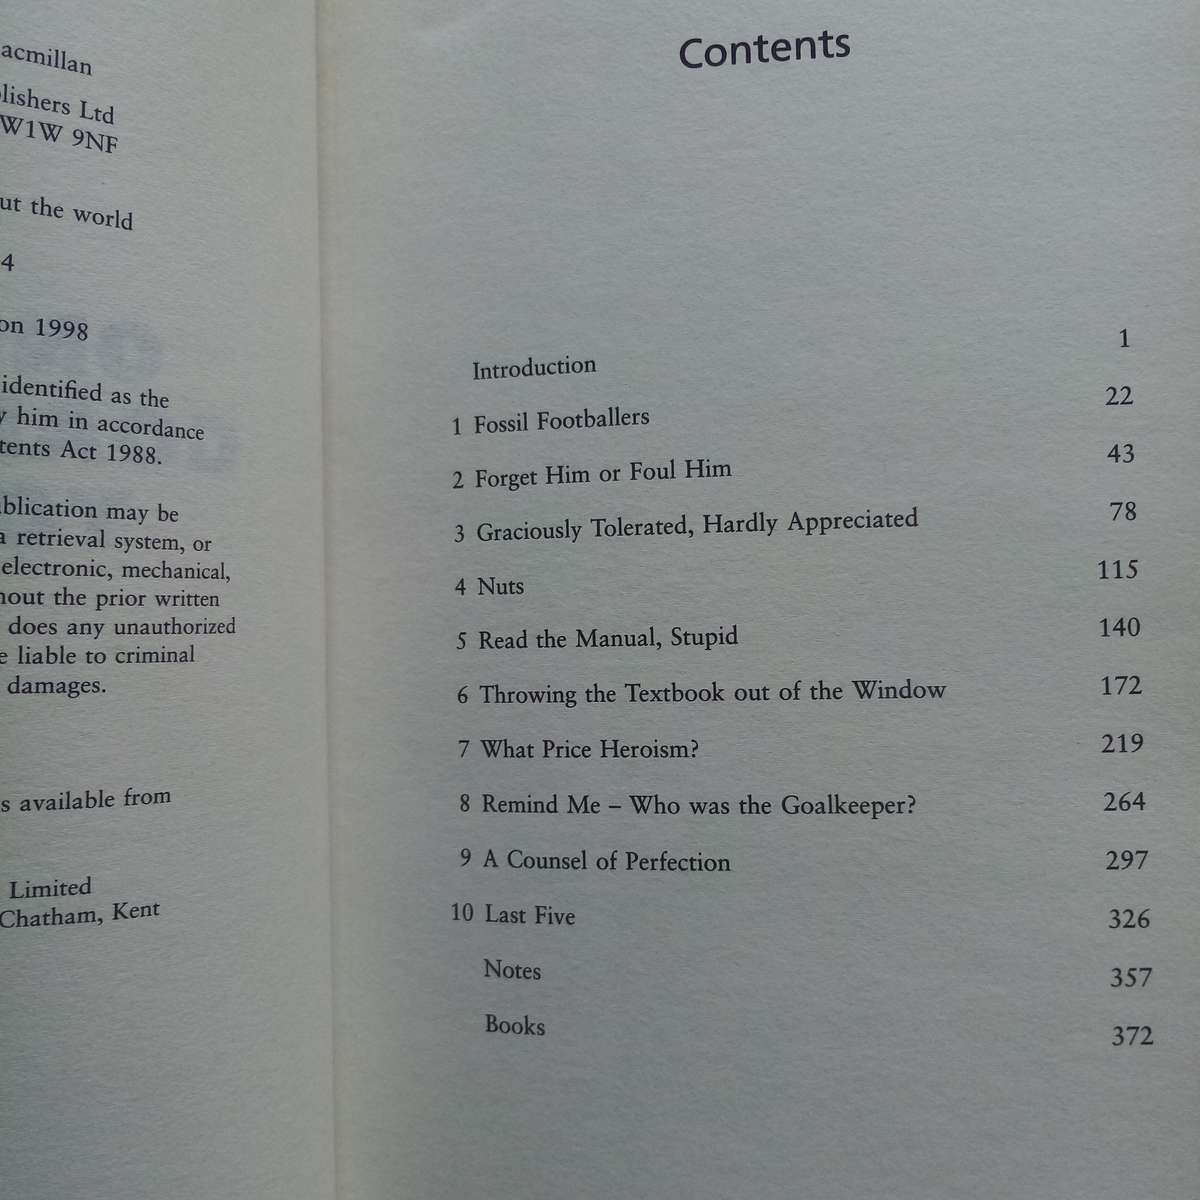 acmillan
lishers Ltd
W1W 9NF
ut the world
4
on 1998
identified as the
y him in accordance
tents Act 1988.
ublication may be
a retrieval system, or
electronic, mechanical,
hout the prior written
does any unauthorized
e liable to criminal
damages.
s available from
Limited
Chatham, Kent
Contents
Introduction 1
1 Fossil Footballers 22
2 Forget Him or Foul Him 43
3 Graciously Tolerated, Hardly Appreciated 78
4 Nuts 115
5 Read the Manual, Stupid 140
6 Throwing the Textbook out of the Window 172
7 What Price Heroism? 219
8 Remind Me – Who was the Goalkeeper? 264
9 A Counsel of Perfection 297
10 Last Five 326
Notes 357
Books 372